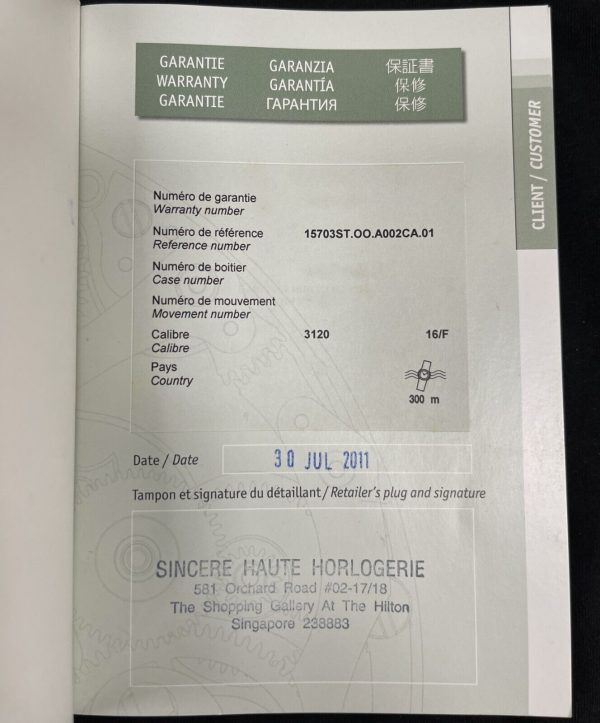 GARANTIE
WARRANTY
GARANTIE
GARANZIA
GARANTÍA
ГАРАНТИЯ
保証書
保修
保修
CLIENT / CUSTOMER
Numéro de garantie
Warranty number
Numéro de référence 15703ST.OO.A002CA.01
Reference number
Numéro de boitier
Case number
Numéro de mouvement
Movement number
Calibre 3120 16/F
Calibre
Pays
Country
300 m
Date / Date 30 JUL 2011
Tampon et signature du détaillant / Retailer's plug and signature
SINCERE HAUTE HORLOGERIE
581 Orchard Road #02-17/18
The Shopping Gallery At The Hilton
Singapore 238883